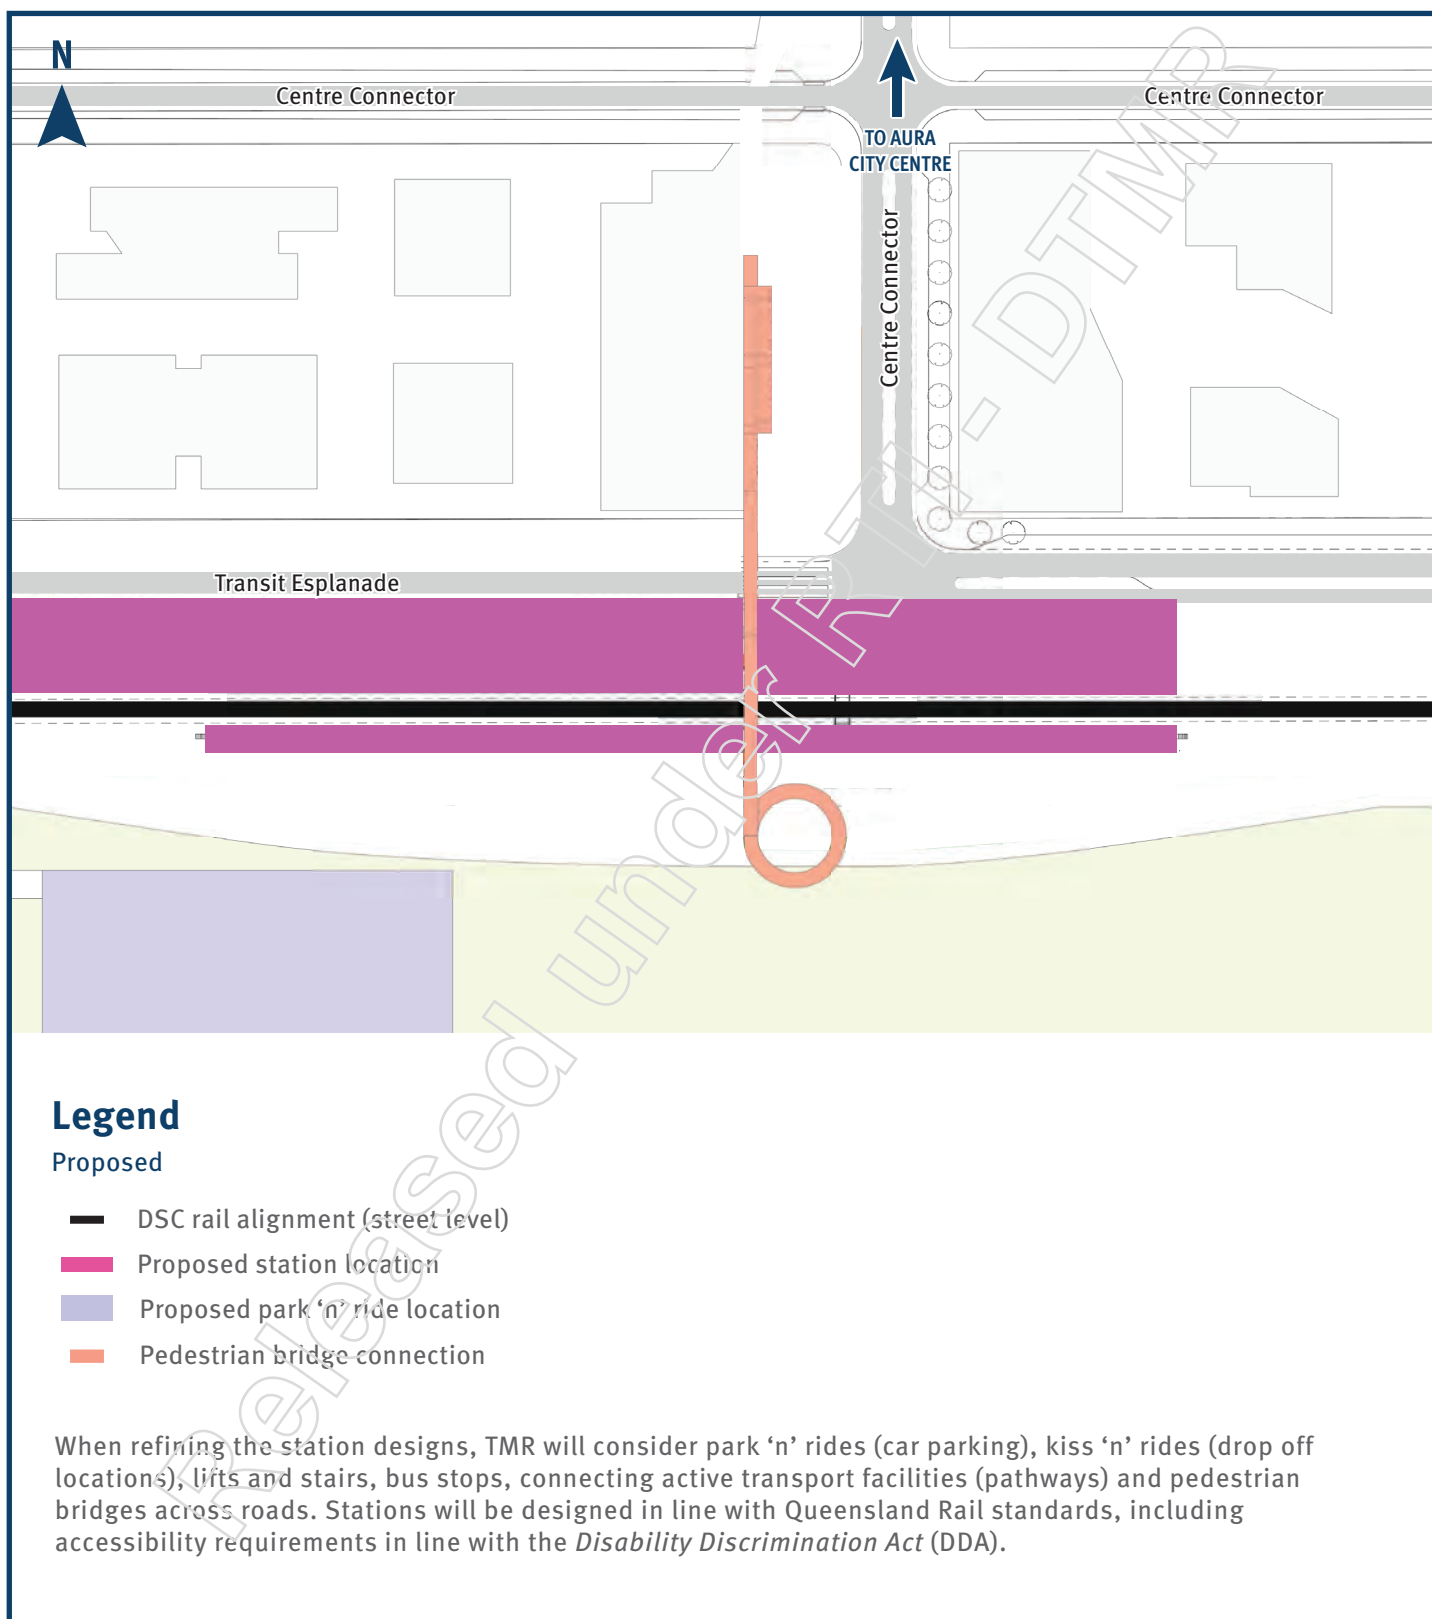 N
Centre Connector
Centre Connector
TO AURA
CITY CENTRE
Centre Connector
Transit Esplanade
Legend
Proposed
DSC rail alignment (street level)
Proposed station location
Proposed park ‘n’ ride location
Pedestrian bridge connection
When refining the station designs, TMR will consider park ‘n’ rides (car parking), kiss ‘n’ rides (drop off
locations), lifts and stairs, bus stops, connecting active transport facilities (pathways) and pedestrian
bridges across roads. Stations will be designed in line with Queensland Rail standards, including
accessibility requirements in line with the Disability Discrimination Act (DDA).
Released under RTI - DTMR